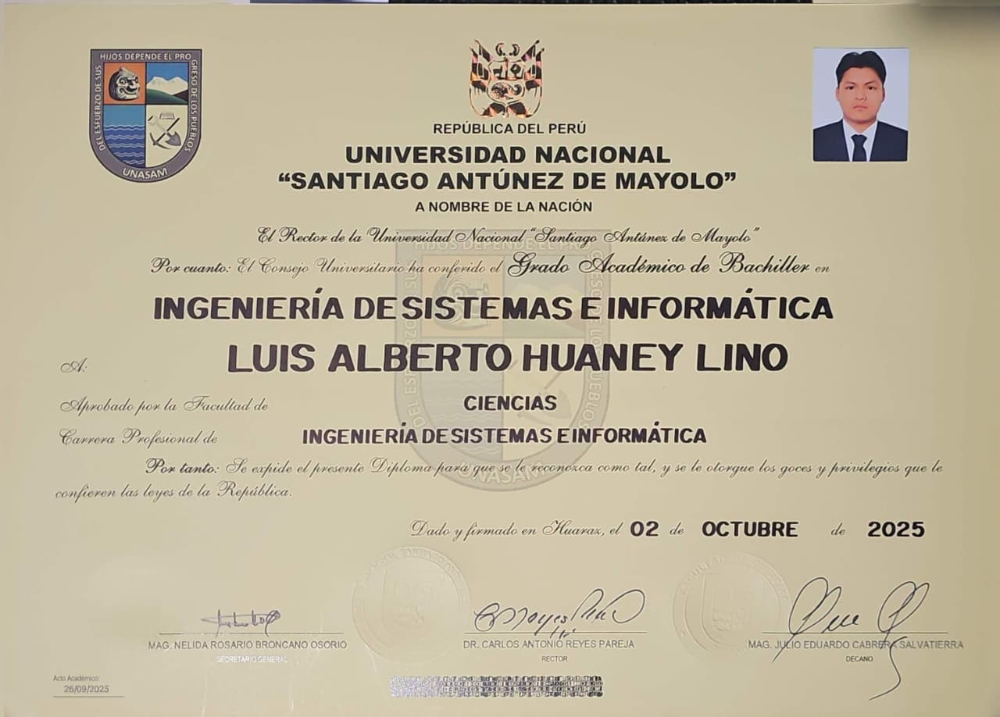 HIJOS DEPENDE EL PRO
GRESO DE LOS PUEBLOS
DEL ESFUERZO DE SUS
UNASAM
REPÚBLICA DEL PERÚ
UNIVERSIDAD NACIONAL
“SANTIAGO ANTÚNEZ DE MAYOLO”
A NOMBRE DE LA NACIÓN
El Rector de la Universidad Nacional “Santiago Antúnez de Mayolo”
Por cuanto: El Consejo Universitario ha conferido el Grado Académico de Bachiller en
INGENIERÍA DE SISTEMAS E INFORMÁTICA
A: LUIS ALBERTO HUANEY LINO
Aprobado por la Facultad de CIENCIAS
Carrera Profesional de INGENIERÍA DE SISTEMAS E INFORMÁTICA
Por tanto: Se expide el presente Diploma para que se le reconozca como tal, y se le otorgue los goces y privilegios que le
confieren las leyes de la República.
Dado y firmado en Huaraz, el 02 de OCTUBRE de 2025
MAG. NELIDA ROSARIO BRONCANO OSORIO
SECRETARIO GENERAL
DR. CARLOS ANTONIO REYES PAREJA
RECTOR
MAG. JULIO EDUARDO CABRERA SALVATIERRA
DECANO
Acto Académico:
26/09/2025